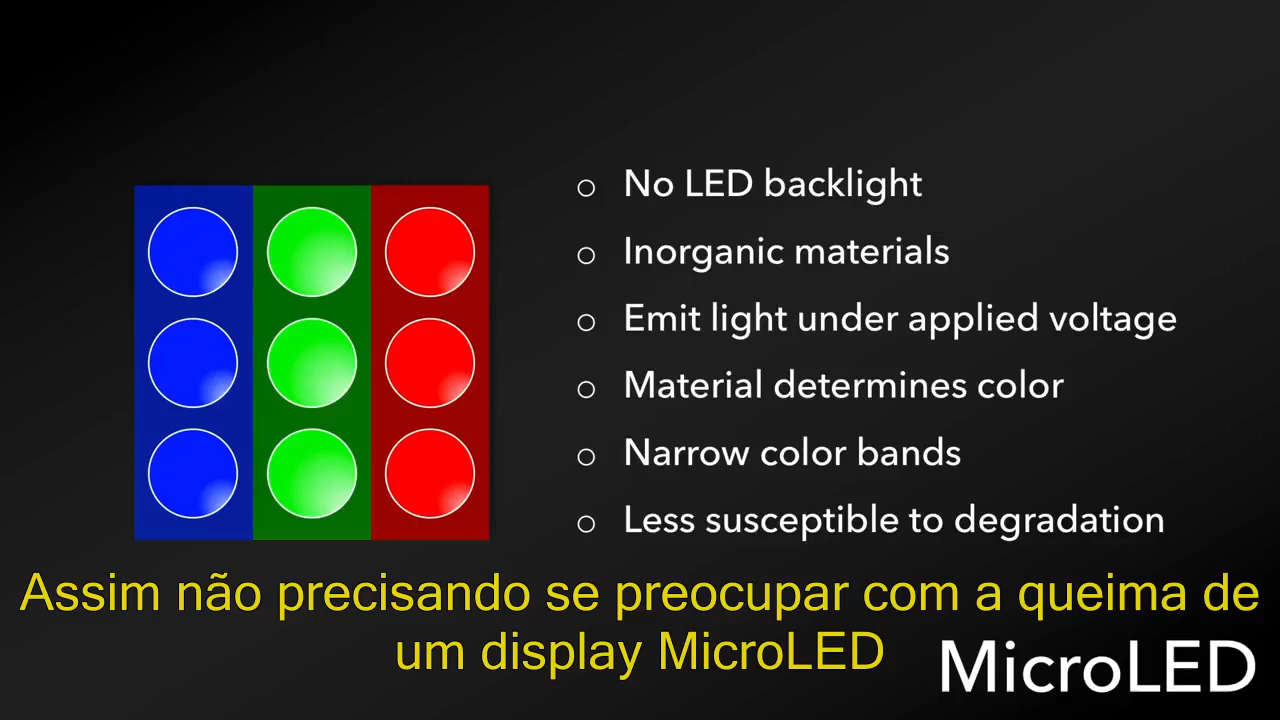 No LED backlight
Inorganic materials
Emit light under applied voltage
Material determines color
Narrow color bands
Less susceptible to degradation
Assim não precisando se preocupar com a queima de
um display MicroLED
MicroLED